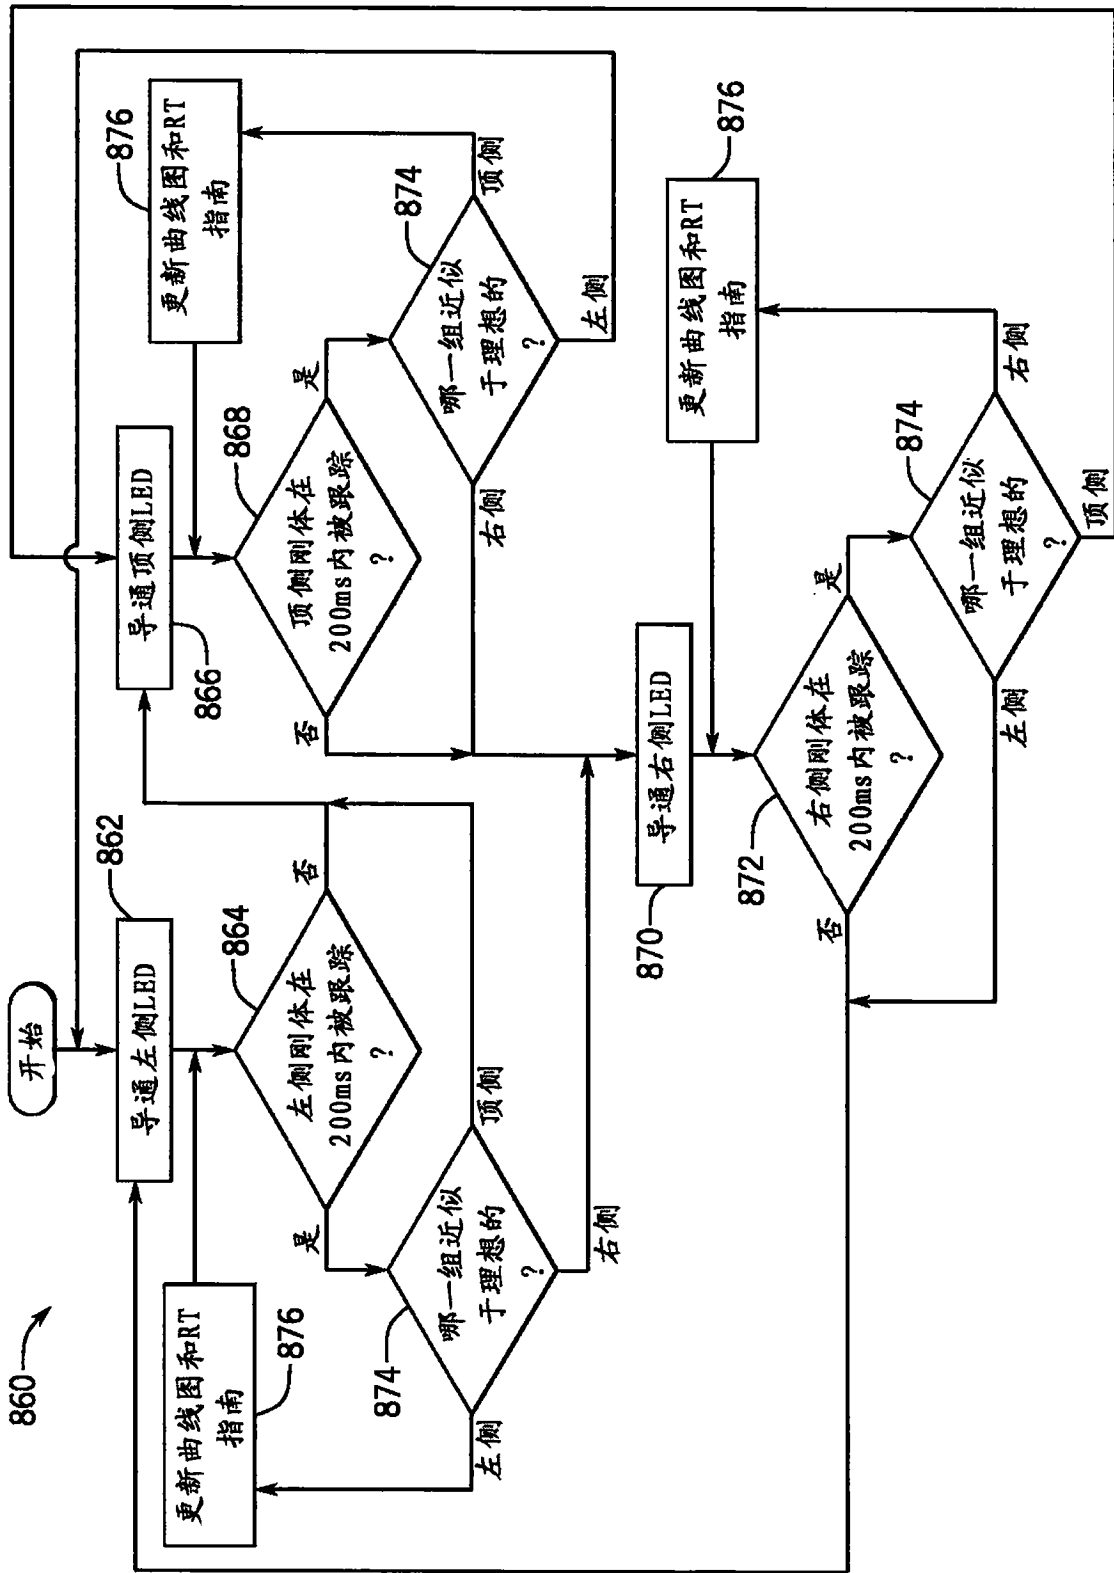 860
开始
导通左侧LED
862
左侧刚体在
200ms内被跟踪
?
864
是
否
更新曲线图和RT
指南
876
哪一组近似
于理想的
?
874
左侧
顶侧
右侧
导通顶侧LED
866
顶侧刚体在
200ms内被跟踪
?
868
否
是
更新曲线图和RT
指南
876
哪一组近似
于理想的
?
874
右侧
顶侧
左侧
导通右侧LED
870
右侧刚体在
200ms内被跟踪
?
872
否
是
更新曲线图和RT
指南
876
哪一组近似
于理想的
?
874
左侧
右侧
顶侧